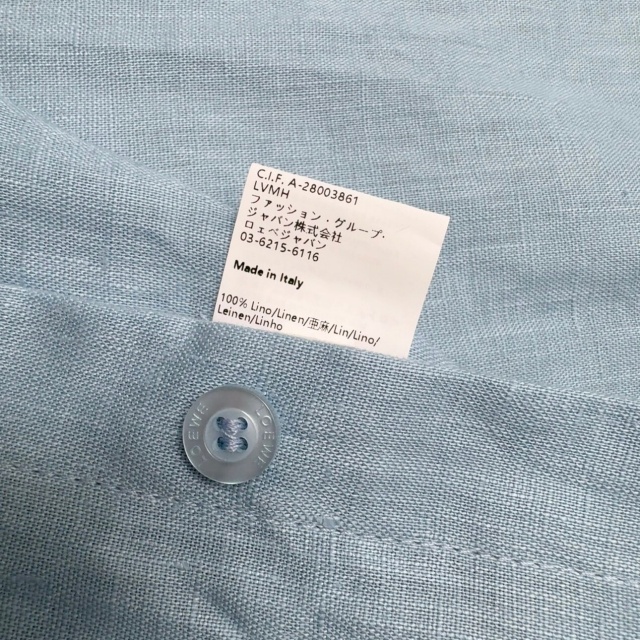 C.I.F. A-28003861
LVMH
ファッション・グループ・
ジャパン株式会社
ロエベジャパン
03-6215-6116
Made in Italy
100% Lino/Linen/亜麻/Lin/Lino/
Leinen/Linho
LOEWE LOEWE